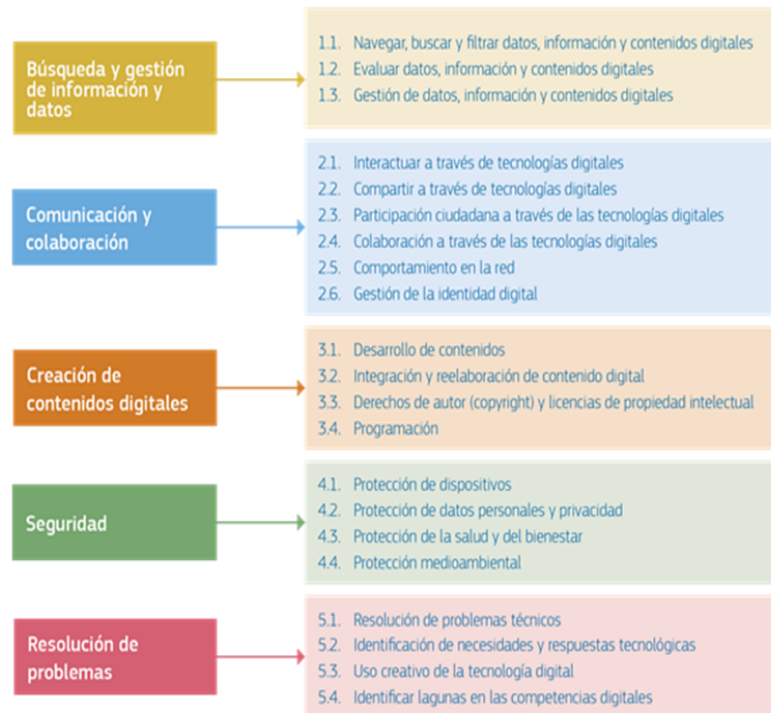 Búsqueda y gestión
de información y
datos
1.1. Navegar, buscar y filtrar datos, información y contenidos digitales
1.2. Evaluar datos, información y contenidos digitales
1.3. Gestión de datos, información y contenidos digitales
Comunicación y
colaboración
2.1. Interactuar a través de tecnologías digitales
2.2. Compartir a través de tecnologías digitales
2.3. Participación ciudadana a través de las tecnologías digitales
2.4. Colaboración a través de las tecnologías digitales
2.5. Comportamiento en la red
2.6. Gestión de la identidad digital
Creación de
contenidos digitales
3.1. Desarrollo de contenidos
3.2. Integración y reelaboración de contenido digital
3.3. Derechos de autor (copyright) y licencias de propiedad intelectual
3.4. Programación
Seguridad
4.1. Protección de dispositivos
4.2. Protección de datos personales y privacidad
4.3. Protección de la salud y del bienestar
4.4. Protección medioambiental
Resolución de
problemas
5.1. Resolución de problemas técnicos
5.2. Identificación de necesidades y respuestas tecnológicas
5.3. Uso creativo de la tecnología digital
5.4. Identificar lagunas en las competencias digitales